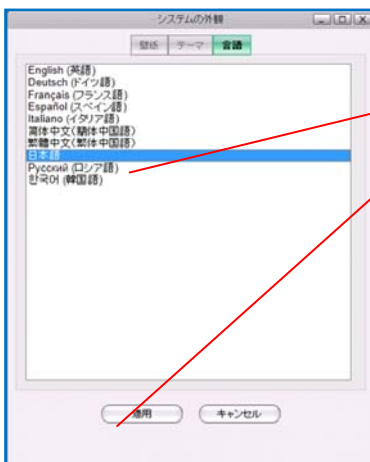 システムの外観
壁紙 テーマ 言語
English (英語)
Deutsch (ドイツ語)
Français (フランス語)
Español (スペイン語)
Italiano (イタリア語)
简体中文(簡体中国語)
繁體中文(繁体中国語)
日本語
Русский (ロシア語)
한국어 (韓国語)
適用 キャンセル